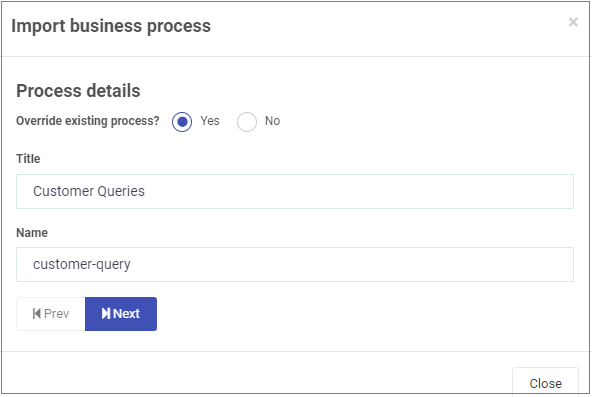 Import business process ×
Process details
Override existing process? Yes No
Title
Customer Queries
Name
customer-query
Prev Next
Close